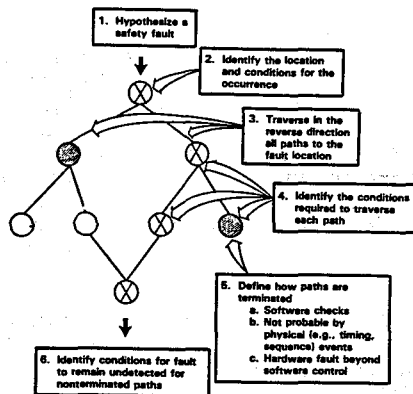 1. Hypothesize a
safety fault
2. Identify the location
and conditions for the
occurrence
3. Traverse in the
reverse direction
all paths to the
fault location
4. Identify the conditions
required to traverse
each path
5. Define how paths are
terminated
a. Software checks
b. Not probable by
physical (e.g., timing,
sequence) events
c. Hardware fault beyond
software control
6. Identify conditions for fault
to remain undetected for
nonterminated paths